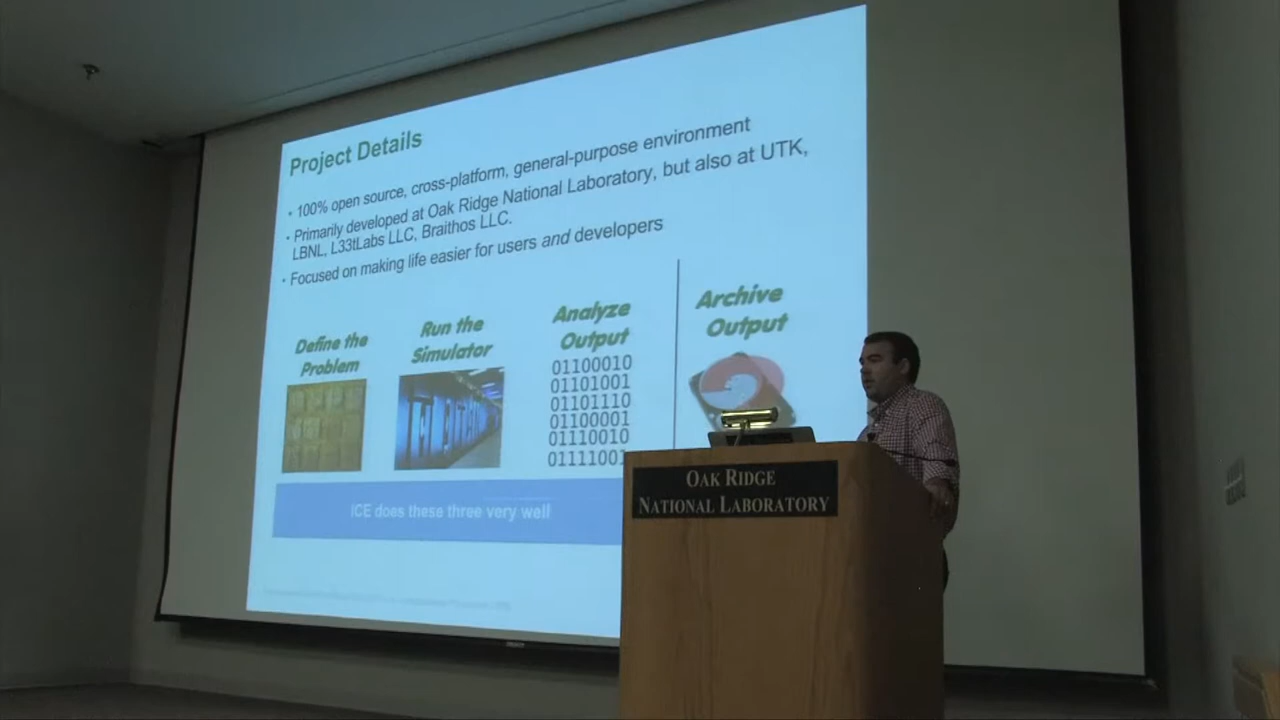 Project Details
• 100% open source, cross-platform, general-purpose environment
• Primarily developed at Oak Ridge National Laboratory, but also at UTK,
LBNL, L33tLabs LLC, Braithos LLC.
• Focused on making life easier for users and developers
Define the
Problem
Run the
Simulator
Analyze
Output
01100010
01101001
01101110
01100001
01110010
01111001
Archive
Output
ICE does these three very well
OAK RIDGE
NATIONAL LABORATORY